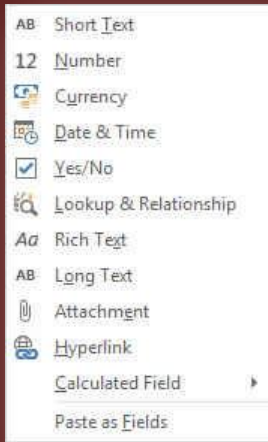 AB Short Text
12 Number
Currency
Date & Time
Yes/No
Lookup & Relationship
Aa Rich Text
AB Long Text
Attachment
Hyperlink
Calculated Field
Paste as Fields